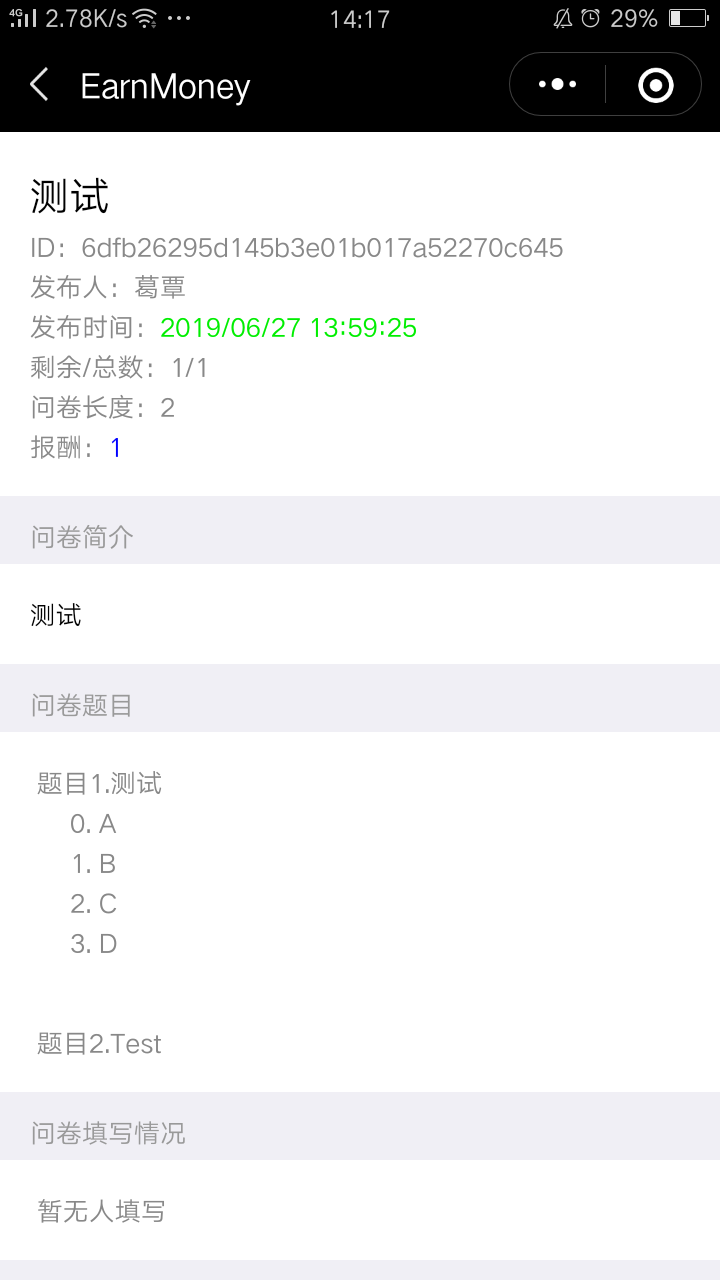 4G 2.78K/s 14:17 29%
EarnMoney
测试
ID：6dfb26295d145b3e01b017a52270c645
发布人：葛覃
发布时间：2019/06/27 13:59:25
剩余/总数：1/1
问卷长度：2
报酬：1
问卷简介
测试
问卷题目
题目1.测试
0. A
1. B
2. C
3. D
题目2.Test
问卷填写情况
暂无人填写